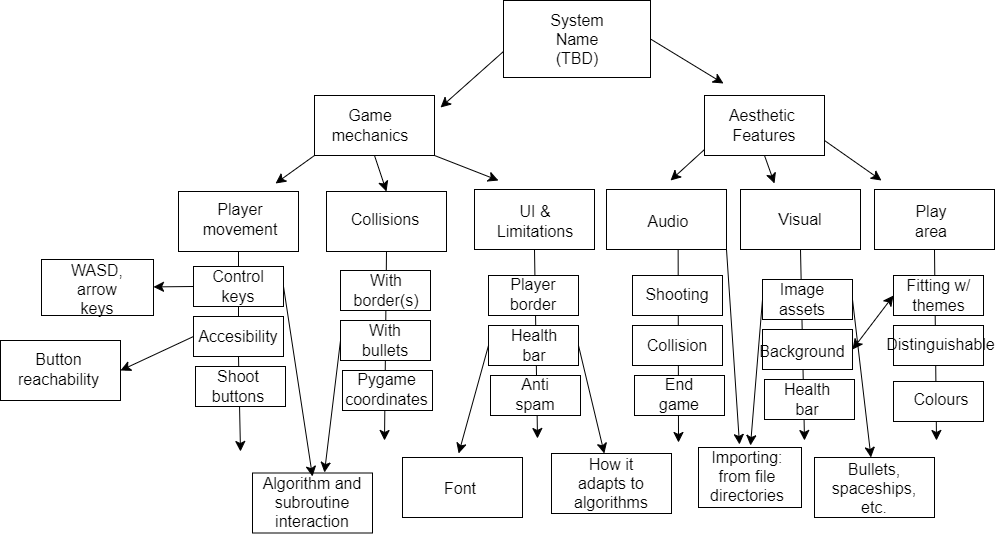 System
Name
(TBD)
Game
mechanics
Aesthetic
Features
Player
movement
Collisions
UI &
Limitations
Audio
Visual
Play
area
WASD,
arrow
keys
Control
keys
With
border(s)
Player
border
Shooting
Image
assets
Fitting w/
themes
Accesibility
With
bullets
Health
bar
Collision
Background
Distinguishable
Button
reachability
Shoot
buttons
Pygame
coordinates
Anti
spam
End
game
Health
bar
Colours
Algorithm and
subroutine
interaction
Font
How it
adapts to
algorithms
Importing:
from file
directories
Bullets,
spaceships,
etc.